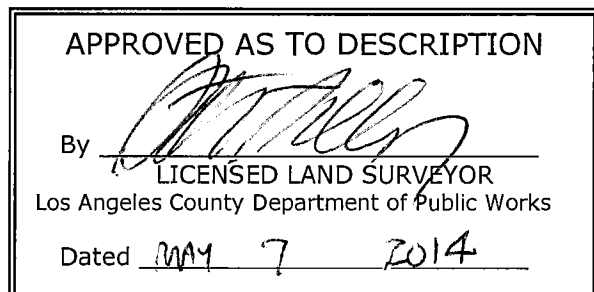 APPROVED AS TO DESCRIPTION
By
LICENSED LAND SURVEYOR
Los Angeles County Department of Public Works
Dated MAY 7 2014